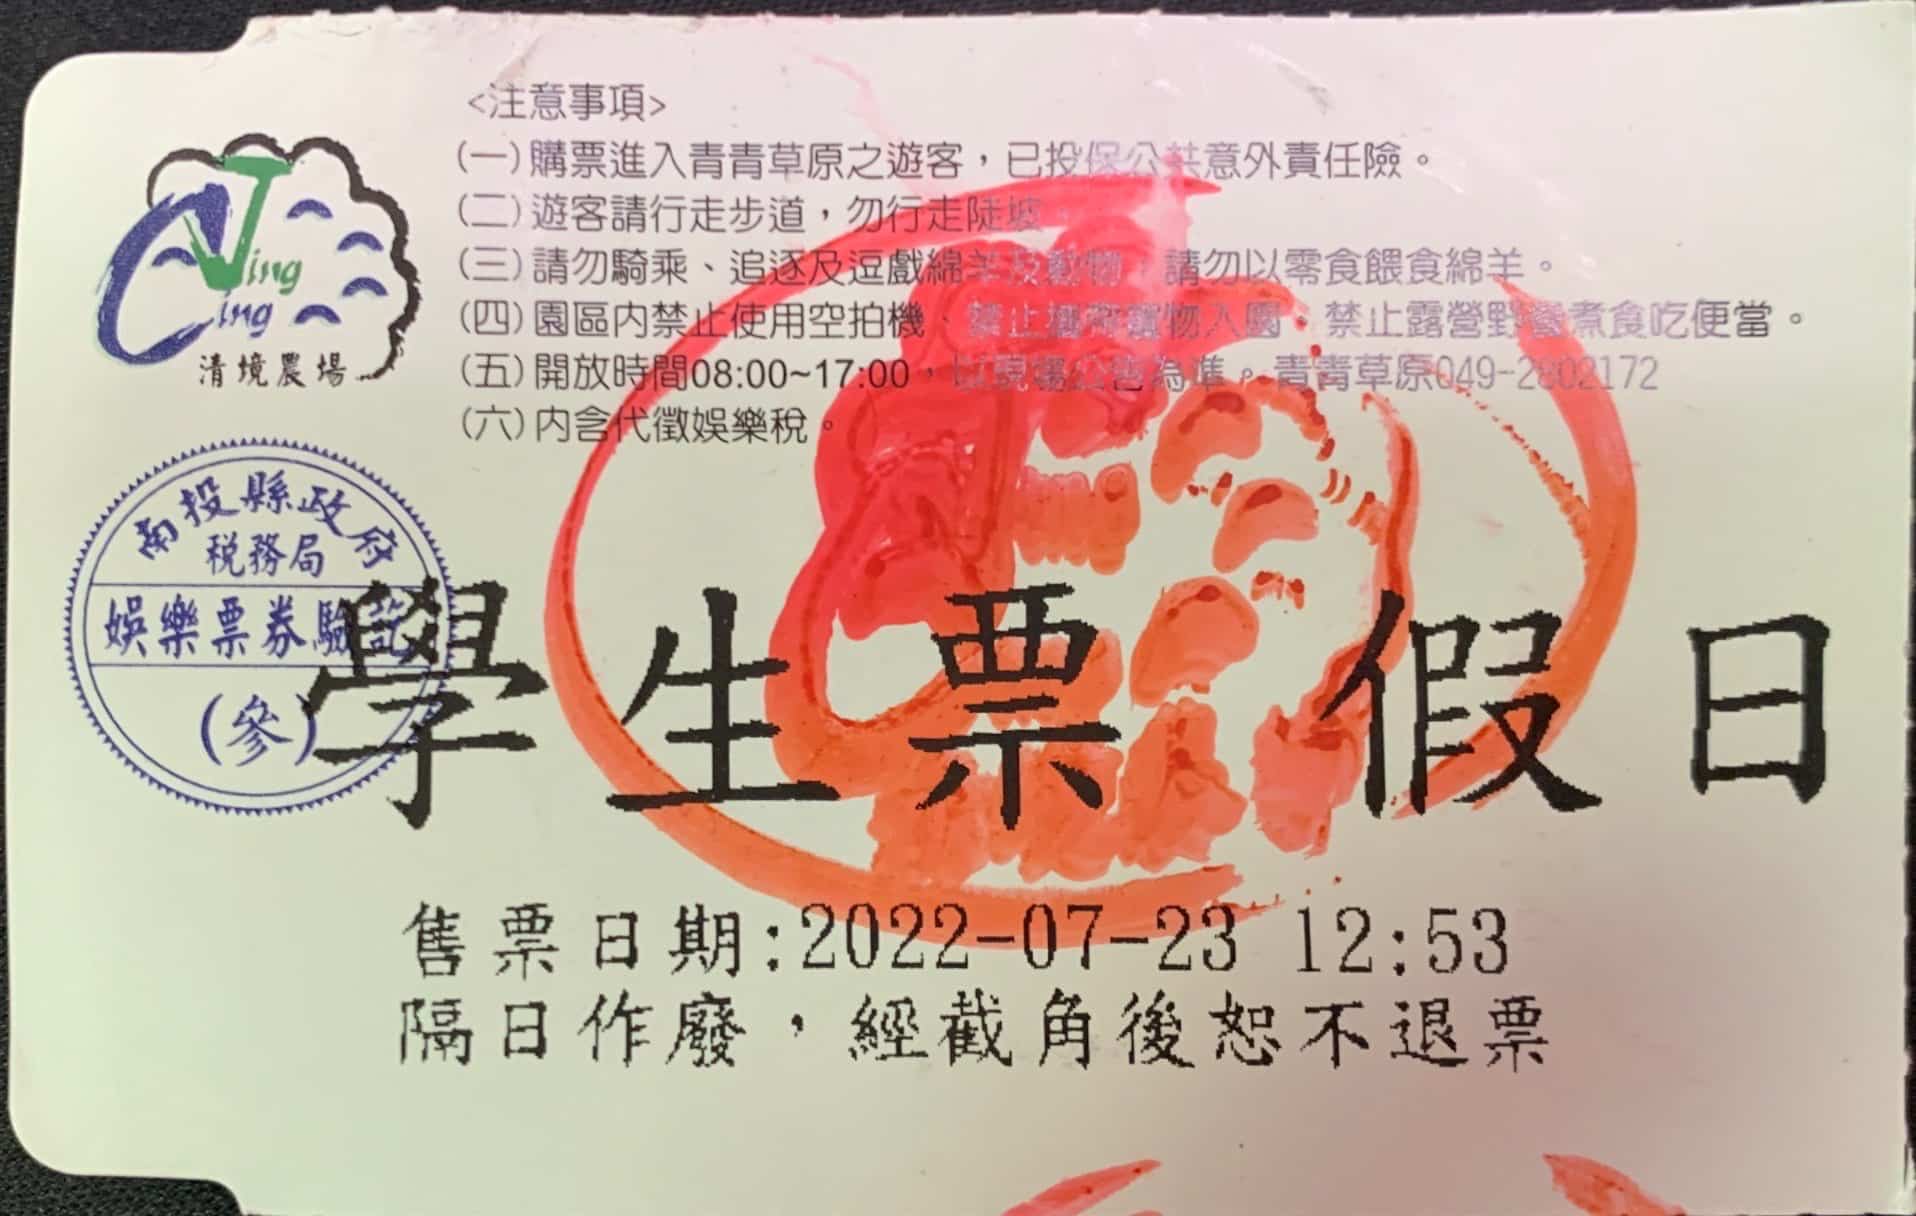 <注意事項>
(一)購票進入青青草原之遊客，已投保公共意外責任險。
(二)遊客請行走步道，勿行走陡坡
(三)請勿騎乘、追逐及逗戲綿羊及動物，請勿以零食餵食綿羊。
(四)園區內禁止使用空拍機、禁止攜帶寵物入園、禁止露營野餐煮食吃便當。
(五)開放時間08:00~17:00，以現場公告為準。青青草原049-2802172
(六)內含代徵娛樂稅。
Jing
Cing
清境農場
南投縣政府
稅務局
娛樂票券驗訖
(參)
學生票 假日
售票日期:2022-07-23 12:53
隔日作廢，經截角後恕不退票